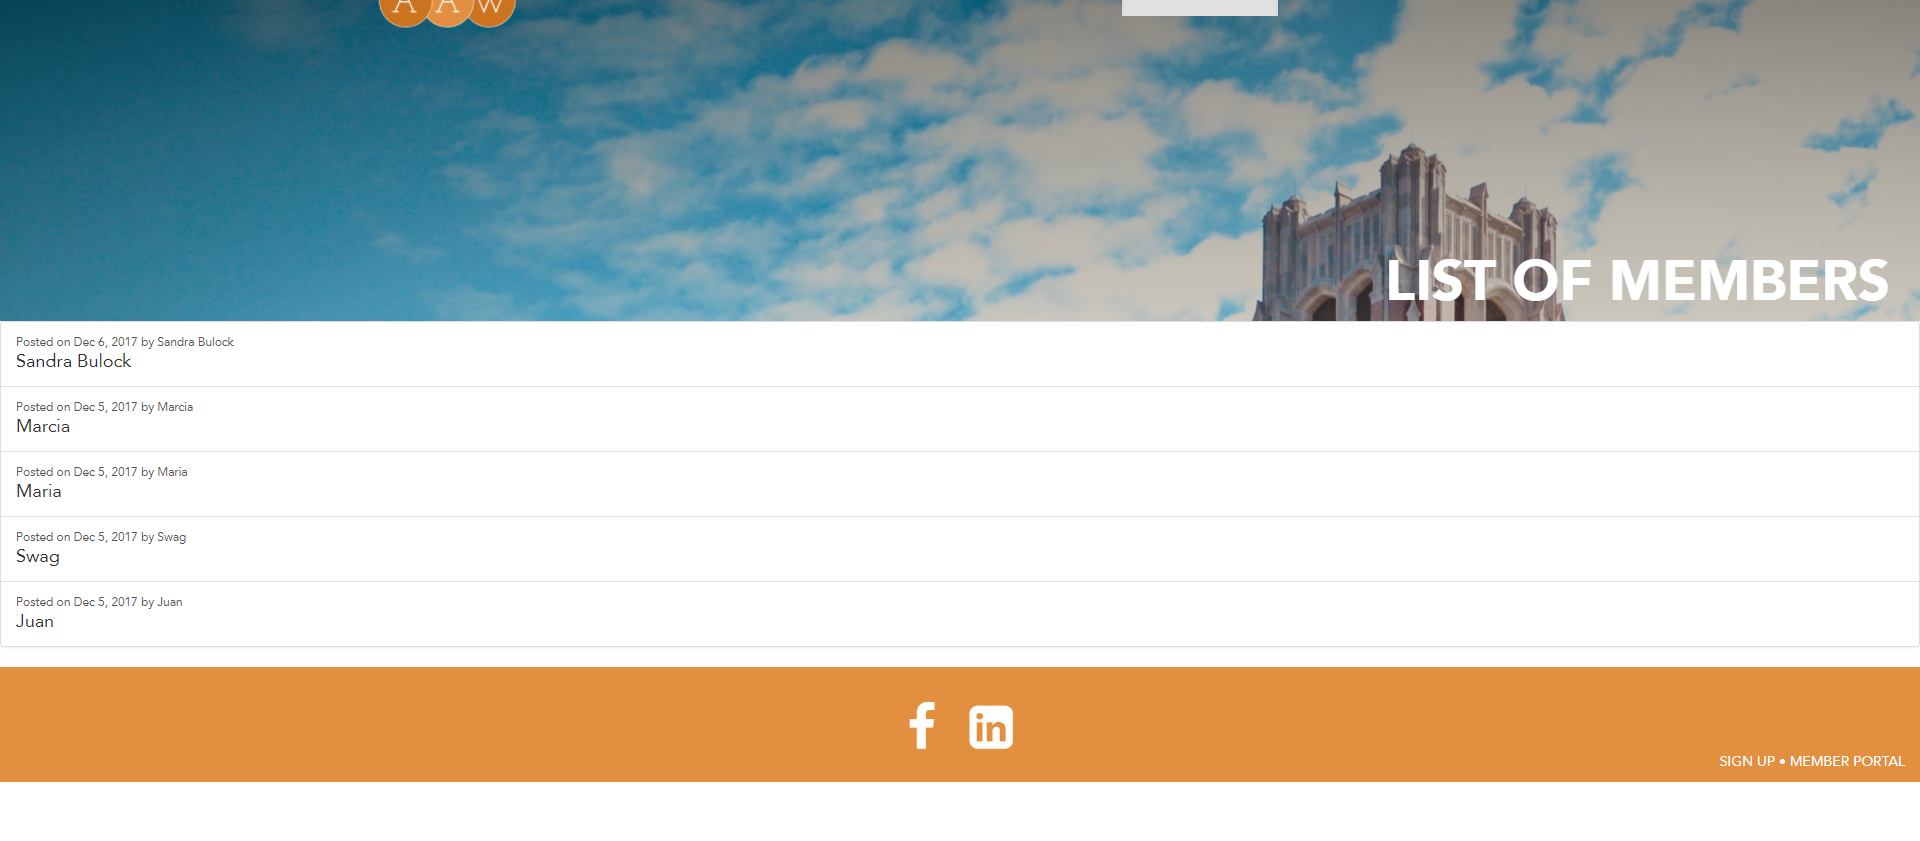 A A W
LIST OF MEMBERS
Posted on Dec 6, 2017 by Sandra Bulock
Sandra Bulock
Posted on Dec 5, 2017 by Marcia
Marcia
Posted on Dec 5, 2017 by Maria
Maria
Posted on Dec 5, 2017 by Swag
Swag
Posted on Dec 5, 2017 by Juan
Juan
f in
SIGN UP • MEMBER PORTAL